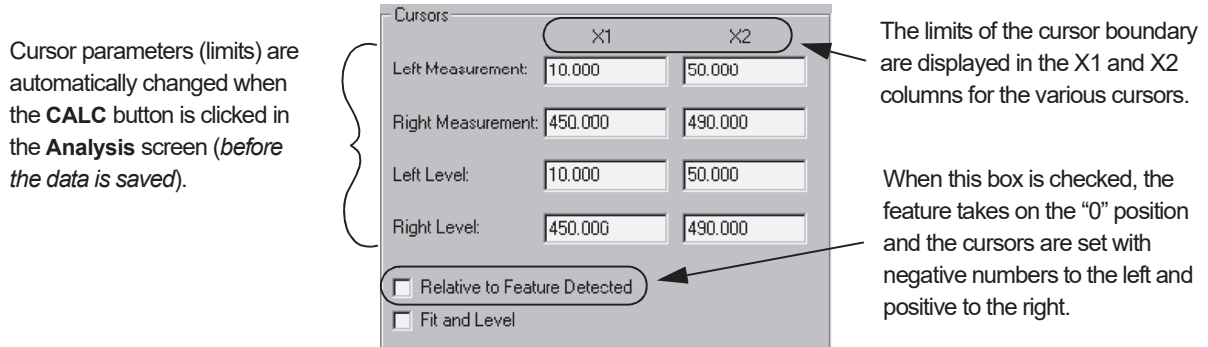 Cursor parameters (limits) are
automatically changed when
the CALC button is clicked in
the Analysis screen (before
the data is saved).
Cursors
X1 X2
Left Measurement: 10.000 50.000
Right Measurement: 450.000 490.000
Left Level: 10.000 50.000
Right Level: 450.000 490.000
Relative to Feature Detected
Fit and Level
The limits of the cursor boundary
are displayed in the X1 and X2
columns for the various cursors.
When this box is checked, the
feature takes on the “0” position
and the cursors are set with
negative numbers to the left and
positive to the right.